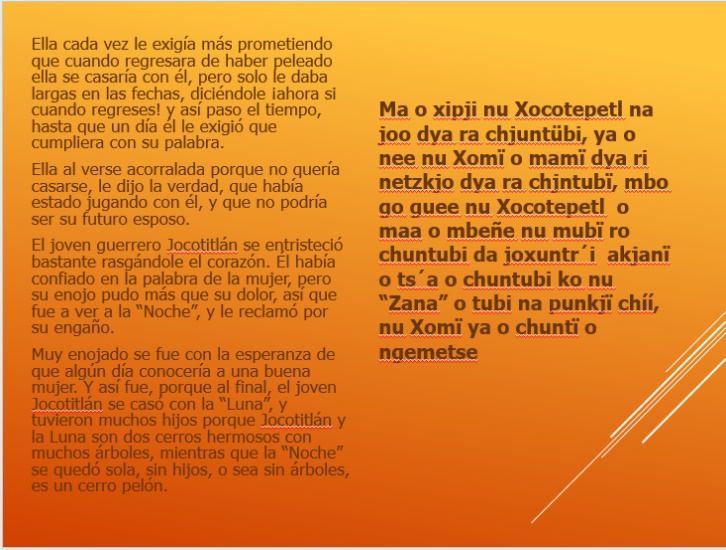 Ella cada vez le exigía más prometiendo
que cuando regresara de haber peleado
ella se casaría con él, pero solo le daba
largas en las fechas, diciéndole ¡ahora si
cuando regreses! y así paso el tiempo,
hasta que un día él le exigió que
cumpliera con su palabra.
Ella al verse acorralada porque no quería
casarse, le dijo la verdad, que había
estado jugando con él, y que no podría
ser su futuro esposo.
El joven guerrero Jocotitlán se entristeció
bastante rasgándole el corazón. Él había
confiado en la palabra de la mujer, pero
su enojo pudo más que su dolor, así que
fue a ver a la “Noche”, y le reclamó por
su engaño.
Muy enojado se fue con la esperanza de
que algún día conocería a una buena
mujer. Y así fue, porque al final, el joven
Jocotitlán se casó con la “Luna”, y
tuvieron muchos hijos porque Jocotitlán y
la Luna son dos cerros hermosos con
muchos árboles, mientras que la “Noche”
se quedó sola, sin hijos, o sea sin árboles,
es un cerro pelón.
Ma o xipji nu Xocotepetl na
joo dya ra chjuntübi, ya o
nee nu Xomï o mamï dya ri
netzkjo dya ra chjntubï, mbo
go guee nu Xocotepetl o
maa o mbeñe nu mubï ro
chuntubi da joxuntr´i akjanï
o ts´a o chuntubi ko nu
“Zana” o tubi na punkjï chíí,
nu Xomï ya o chuntï o
ngemetse